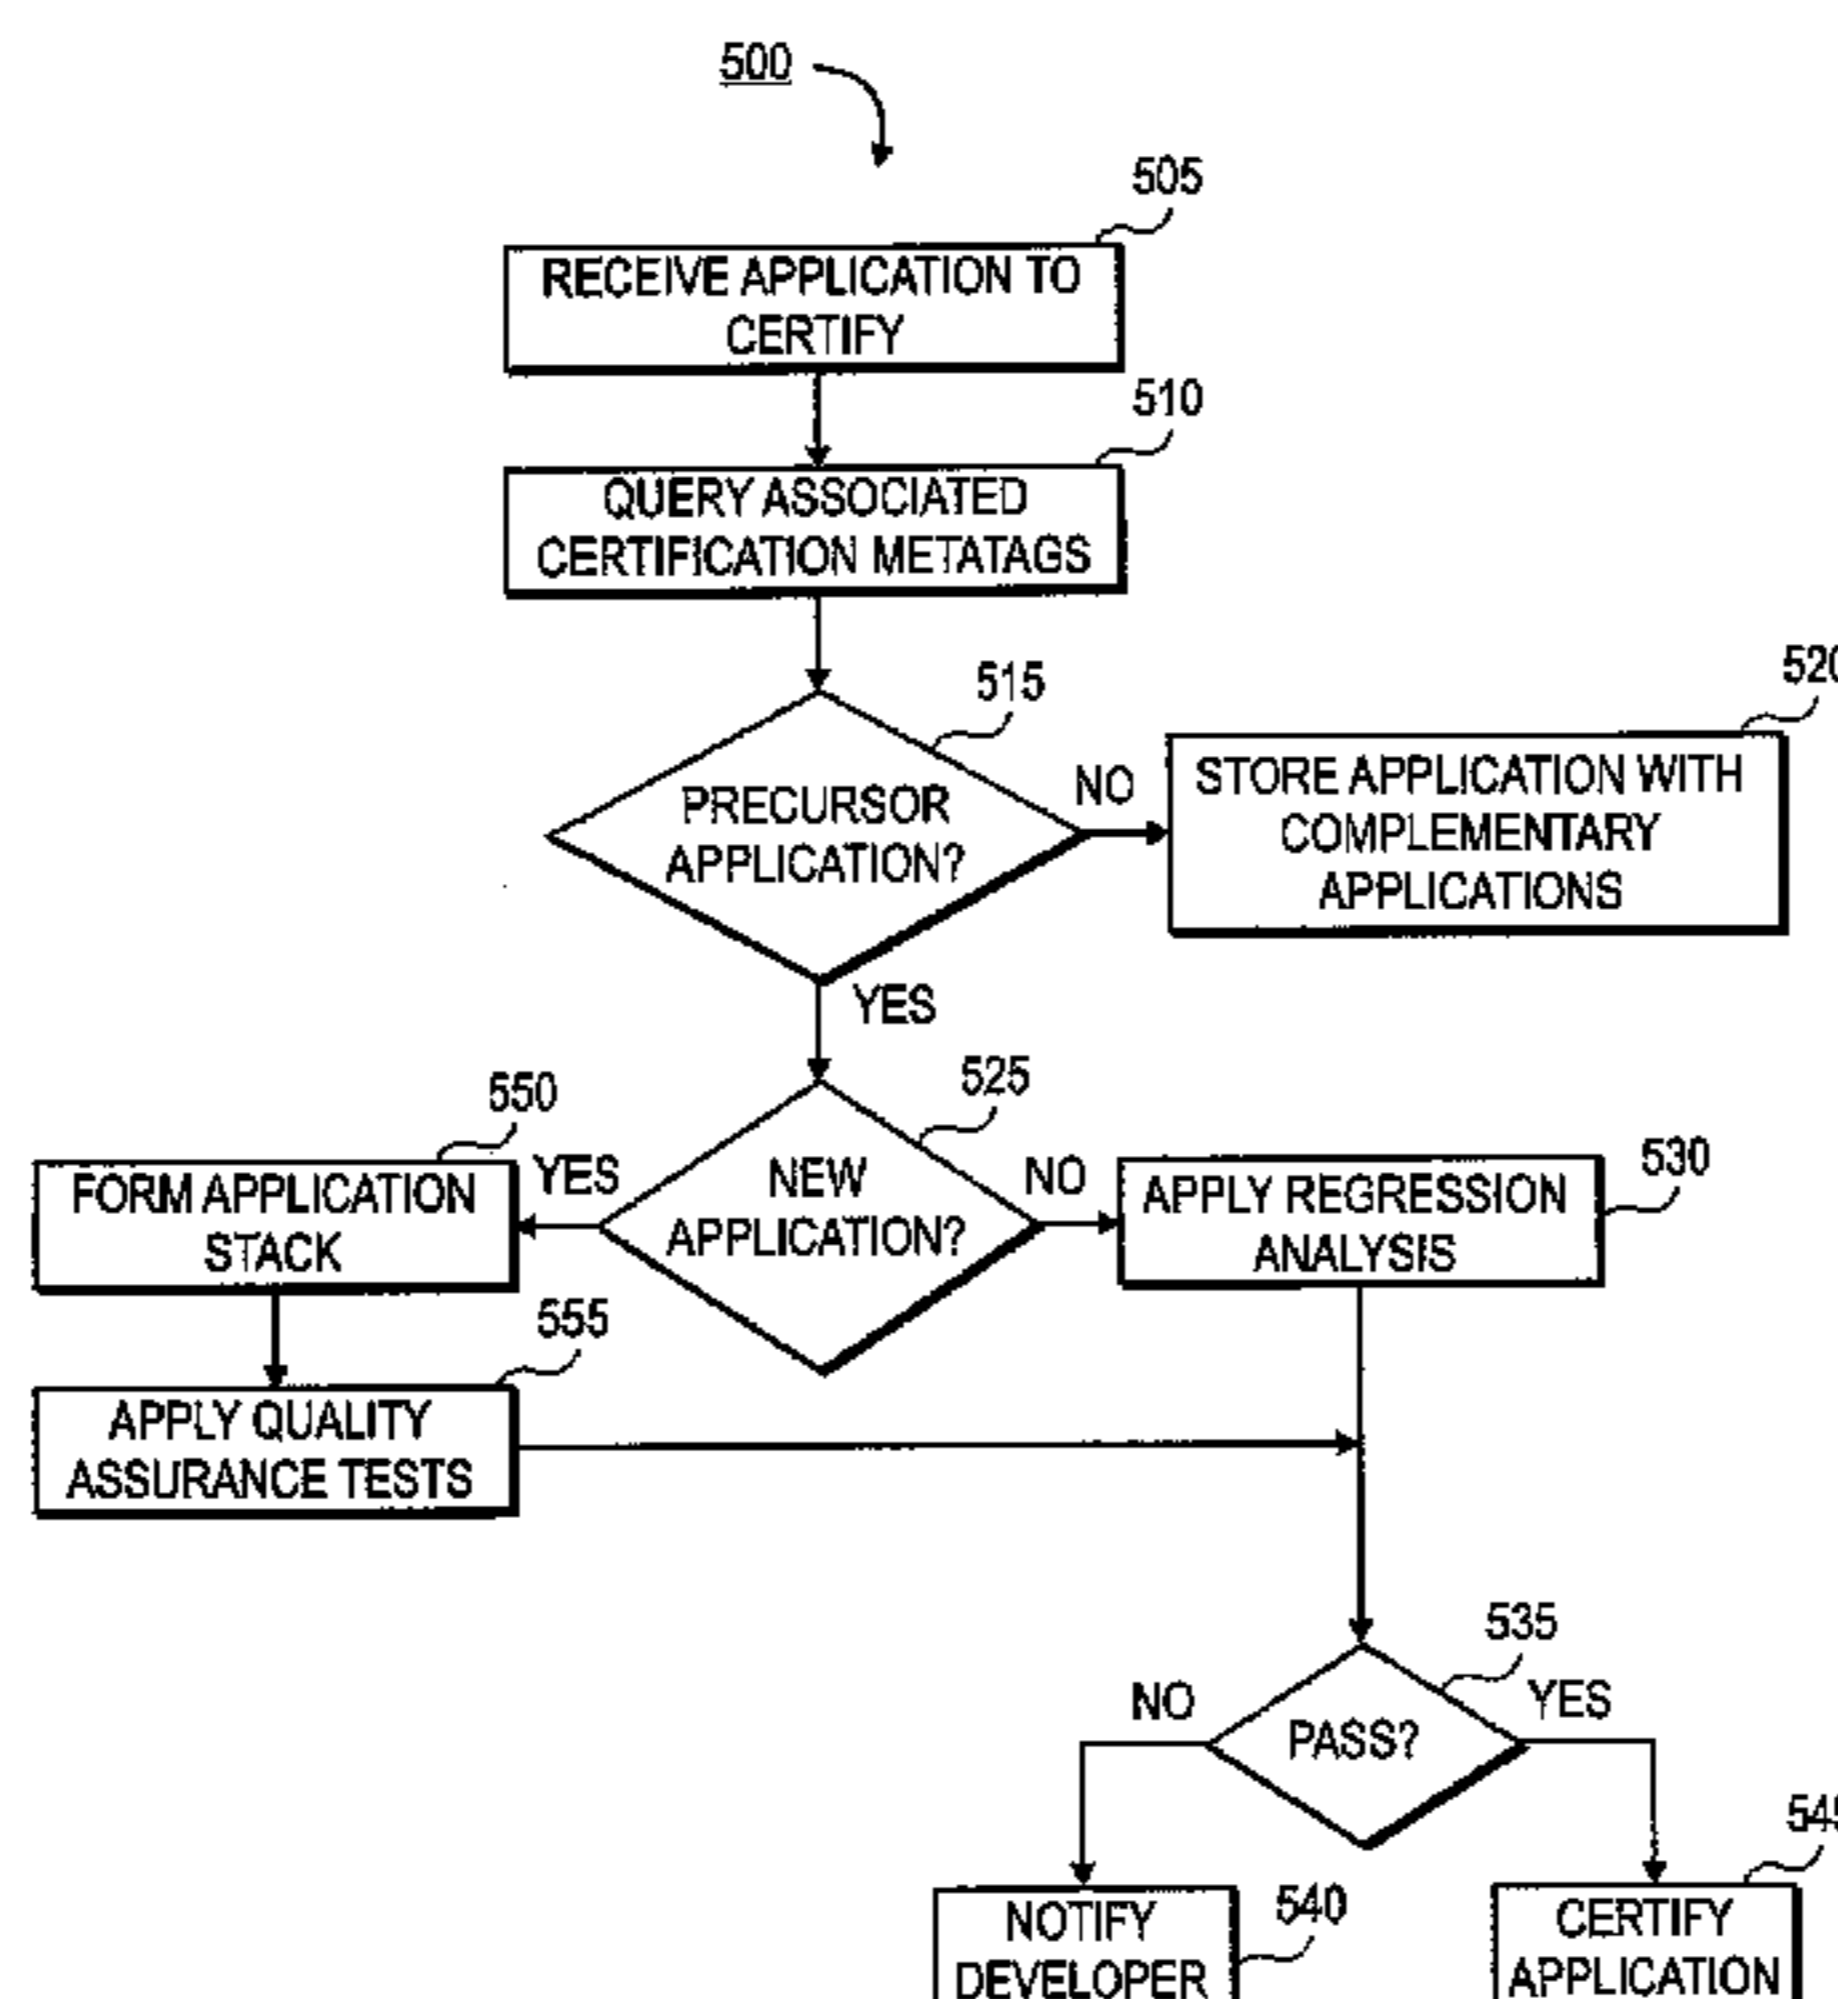 500
505
RECEIVE APPLICATION TO
CERTIFY
510
QUERY ASSOCIATED
CERTIFICATION METATAGS
515
PRECURSOR
APPLICATION?
NO
520
STORE APPLICATION WITH
COMPLEMENTARY
APPLICATIONS
YES
525
NEW
APPLICATION?
YES
NO
550
FORM APPLICATION
STACK
530
APPLY REGRESSION
ANALYSIS
555
APPLY QUALITY
ASSURANCE TESTS
535
PASS?
NO
YES
540
NOTIFY
DEVELOPER
545
CERTIFY
APPLICATION